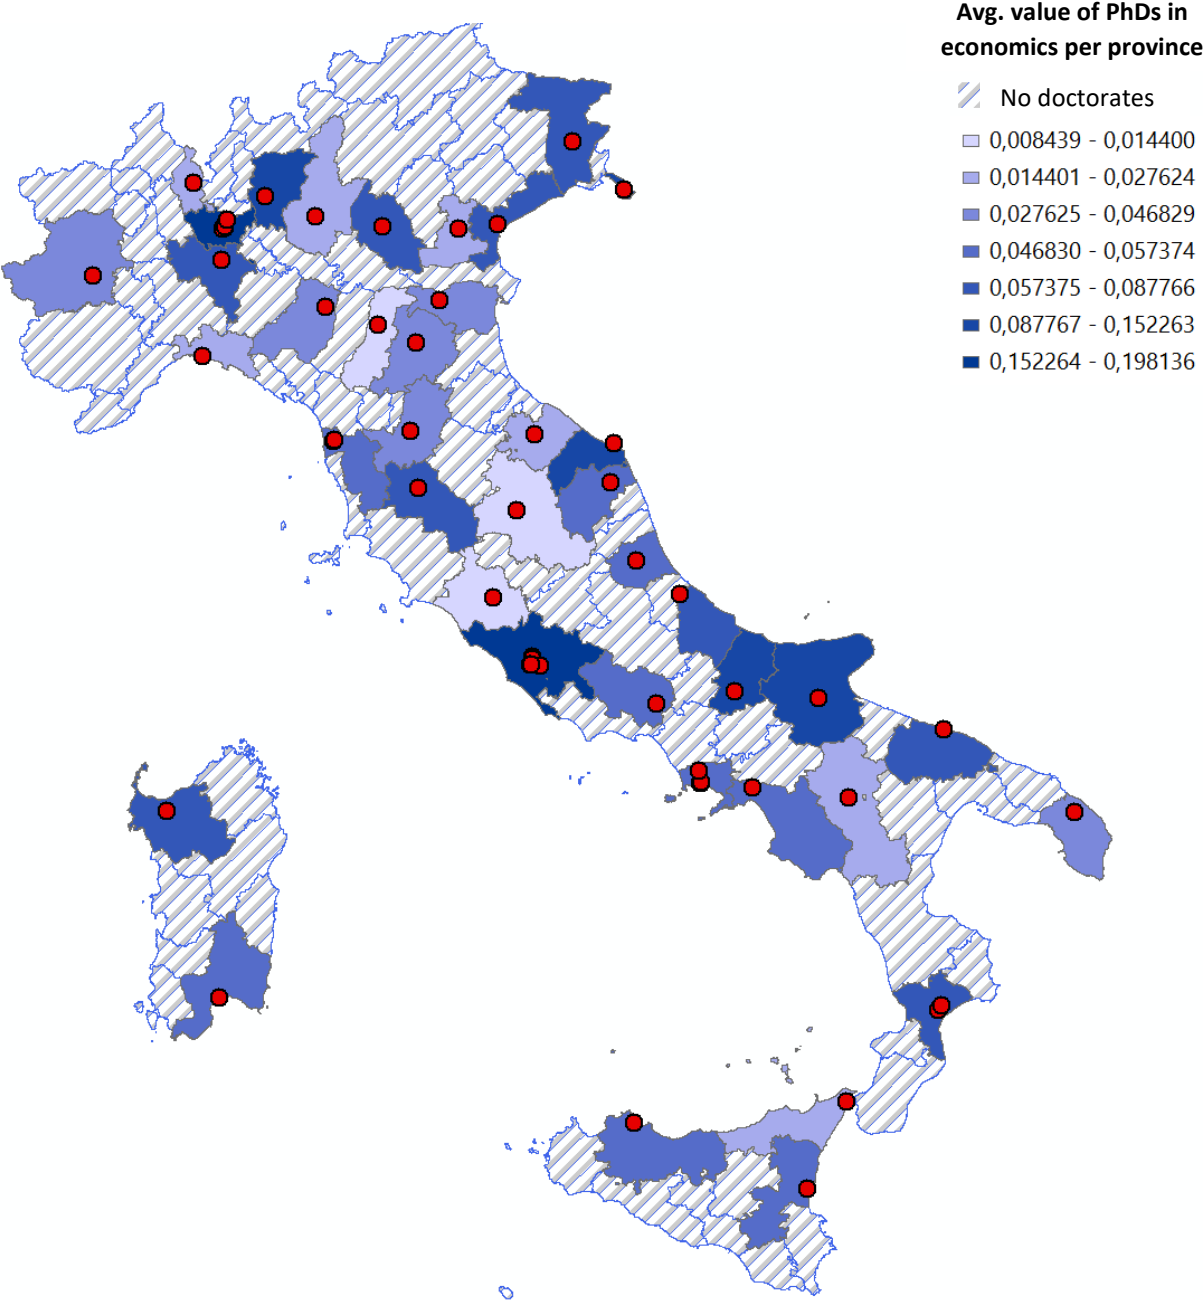 Avg. value of PhDs in
economics per province
No doctorates
0,008439 - 0,014400
0,014401 - 0,027624
0,027625 - 0,046829
0,046830 - 0,057374
0,057375 - 0,087766
0,087767 - 0,152263
0,152264 - 0,198136